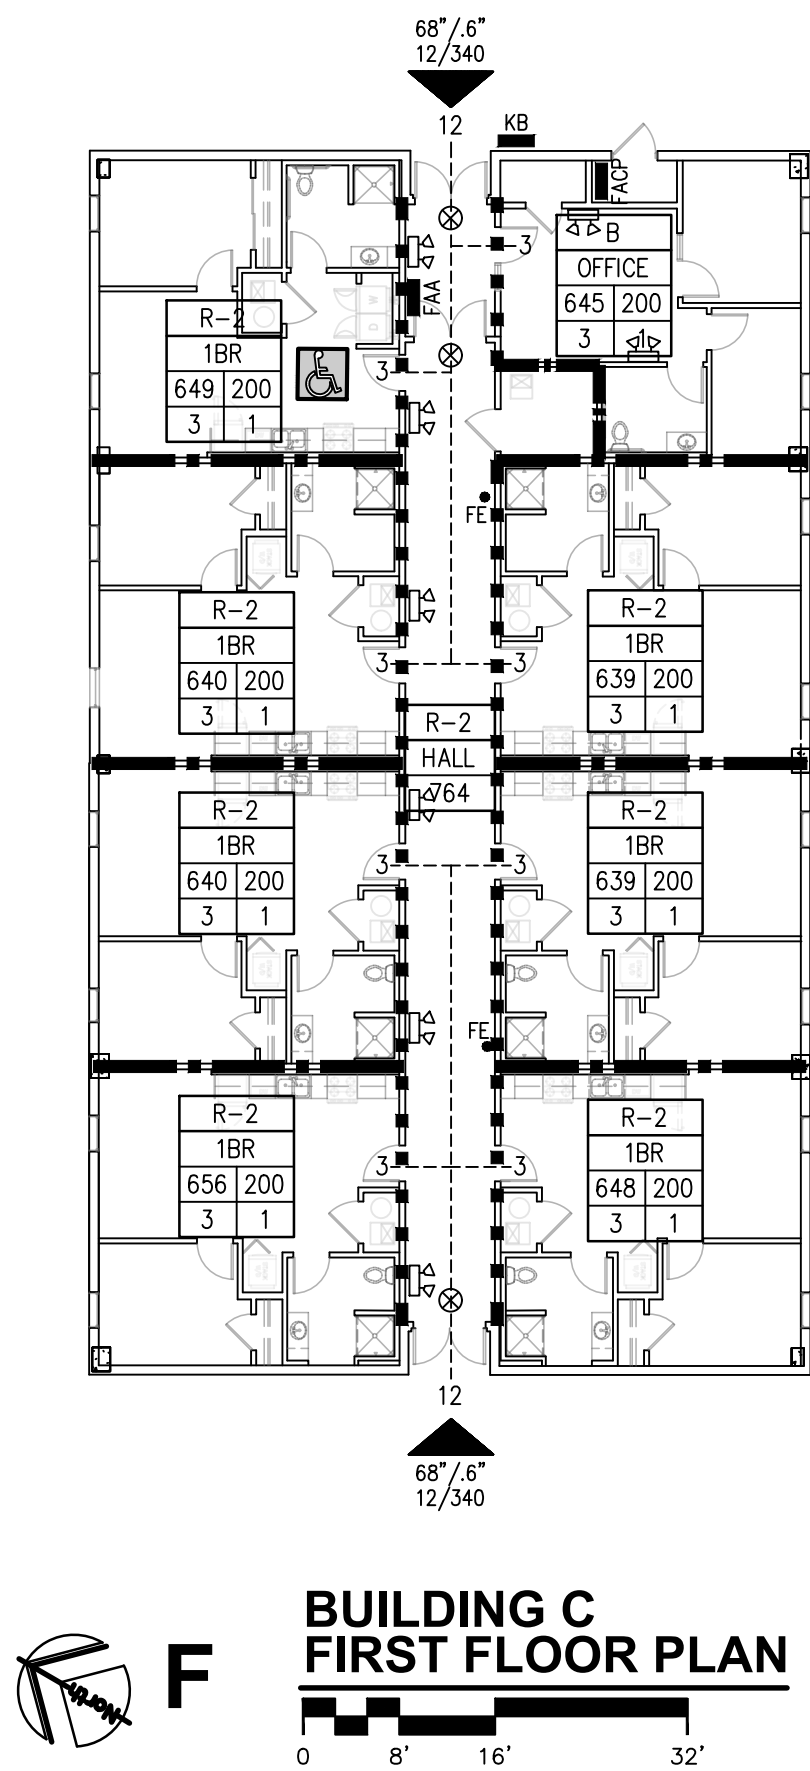 68"/.6"
12/340
12
KB
FACP
B
OFFICE
645 200
3 1
3
FAA
R-2
1BR
649 200
3 1
W
D
3
FE
R-2
1BR
640 200
3 1
R-2
1BR
639 200
3 1
3 3
R-2
HALL
764
R-2
1BR
640 200
3 1
R-2
1BR
639 200
3 1
3 3
FE
R-2
1BR
656 200
3 1
R-2
1BR
648 200
3 1
3 3
12
68"/.6"
12/340
North
F
BUILDING C
FIRST FLOOR PLAN
0 8' 16' 32'